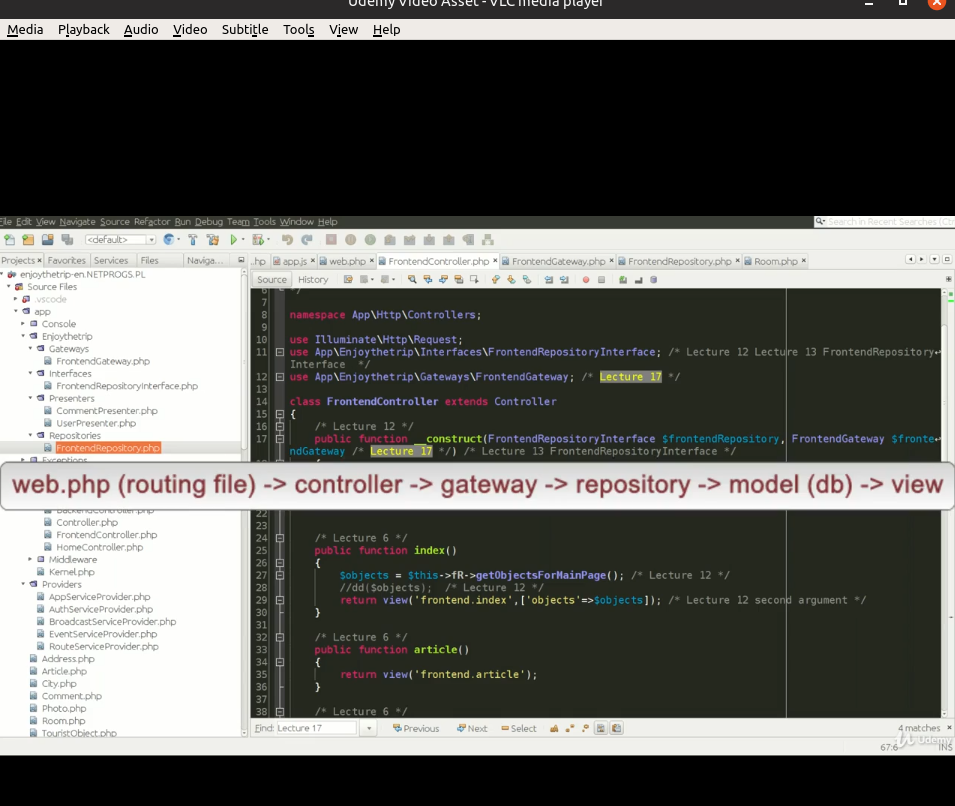 Udemy Video Asset - VLC media player
Media Playback Audio Video Subtitle Tools View Help
File Edit View Navigate Source Refactor Run Debug Team Tools Window Help
Search in Recent Searches (Ctrl
<default>
Projects Favorites Services Files Naviga...
.hp app.js web.php FrontendController.php FrontendGateway.php FrontendRepository.php Room.php
Source History
enjoythetrip-en.NETPROGS.PL
Source Files
.vscode
app
Console
Enjoythetrip
Gateways
FrontendGateway.php
Interfaces
FrontendRepositoryInterface.php
Presenters
CommentPresenter.php
UserPresenter.php
Repositories
FrontendRepository.php
Exceptions
BackendController.php
Controller.php
FrontendController.php
HomeController.php
Middleware
Kernel.php
Providers
AppServiceProvider.php
AuthServiceProvider.php
BroadcastServiceProvider.php
EventServiceProvider.php
RouteServiceProvider.php
Address.php
Article.php
City.php
Comment.php
Photo.php
Room.php
TouristObject.php
6 */
7
8 namespace App\Http\Controllers;
9
10 use Illuminate\Http\Request;
11 use App\Enjoythetrip\Interfaces\FrontendRepositoryInterface; /* Lecture 12 Lecture 13 FrontendRepository
Interface */
12 use App\Enjoythetrip\Gateways\FrontendGateway; /* Lecture 17 */
13
14 class FrontendController extends Controller
15 {
16 /* Lecture 12 */
17 public function __construct(FrontendRepositoryInterface $frontendRepository, FrontendGateway $fronte
ndGateway /* Lecture 17 */) /* Lecture 13 FrontendRepositoryInterface */
web.php (routing file) -> controller -> gateway -> repository -> model (db) -> view
22
23
24 /* Lecture 6 */
25 public function index()
26 {
27 $objects = $this->fR->getObjectsForMainPage(); /* Lecture 12 */
28 //dd($objects); /* Lecture 12 */
29 return view('frontend.index',['objects'=>$objects]); /* Lecture 12 second argument */
30 }
31
32 /* Lecture 6 */
33 public function article()
34 {
35 return view('frontend.article');
36 }
37
38 /* Lecture 6 */
Find: Lecture 17 Previous Next Select 4 matches
67:6 INS
Udemy